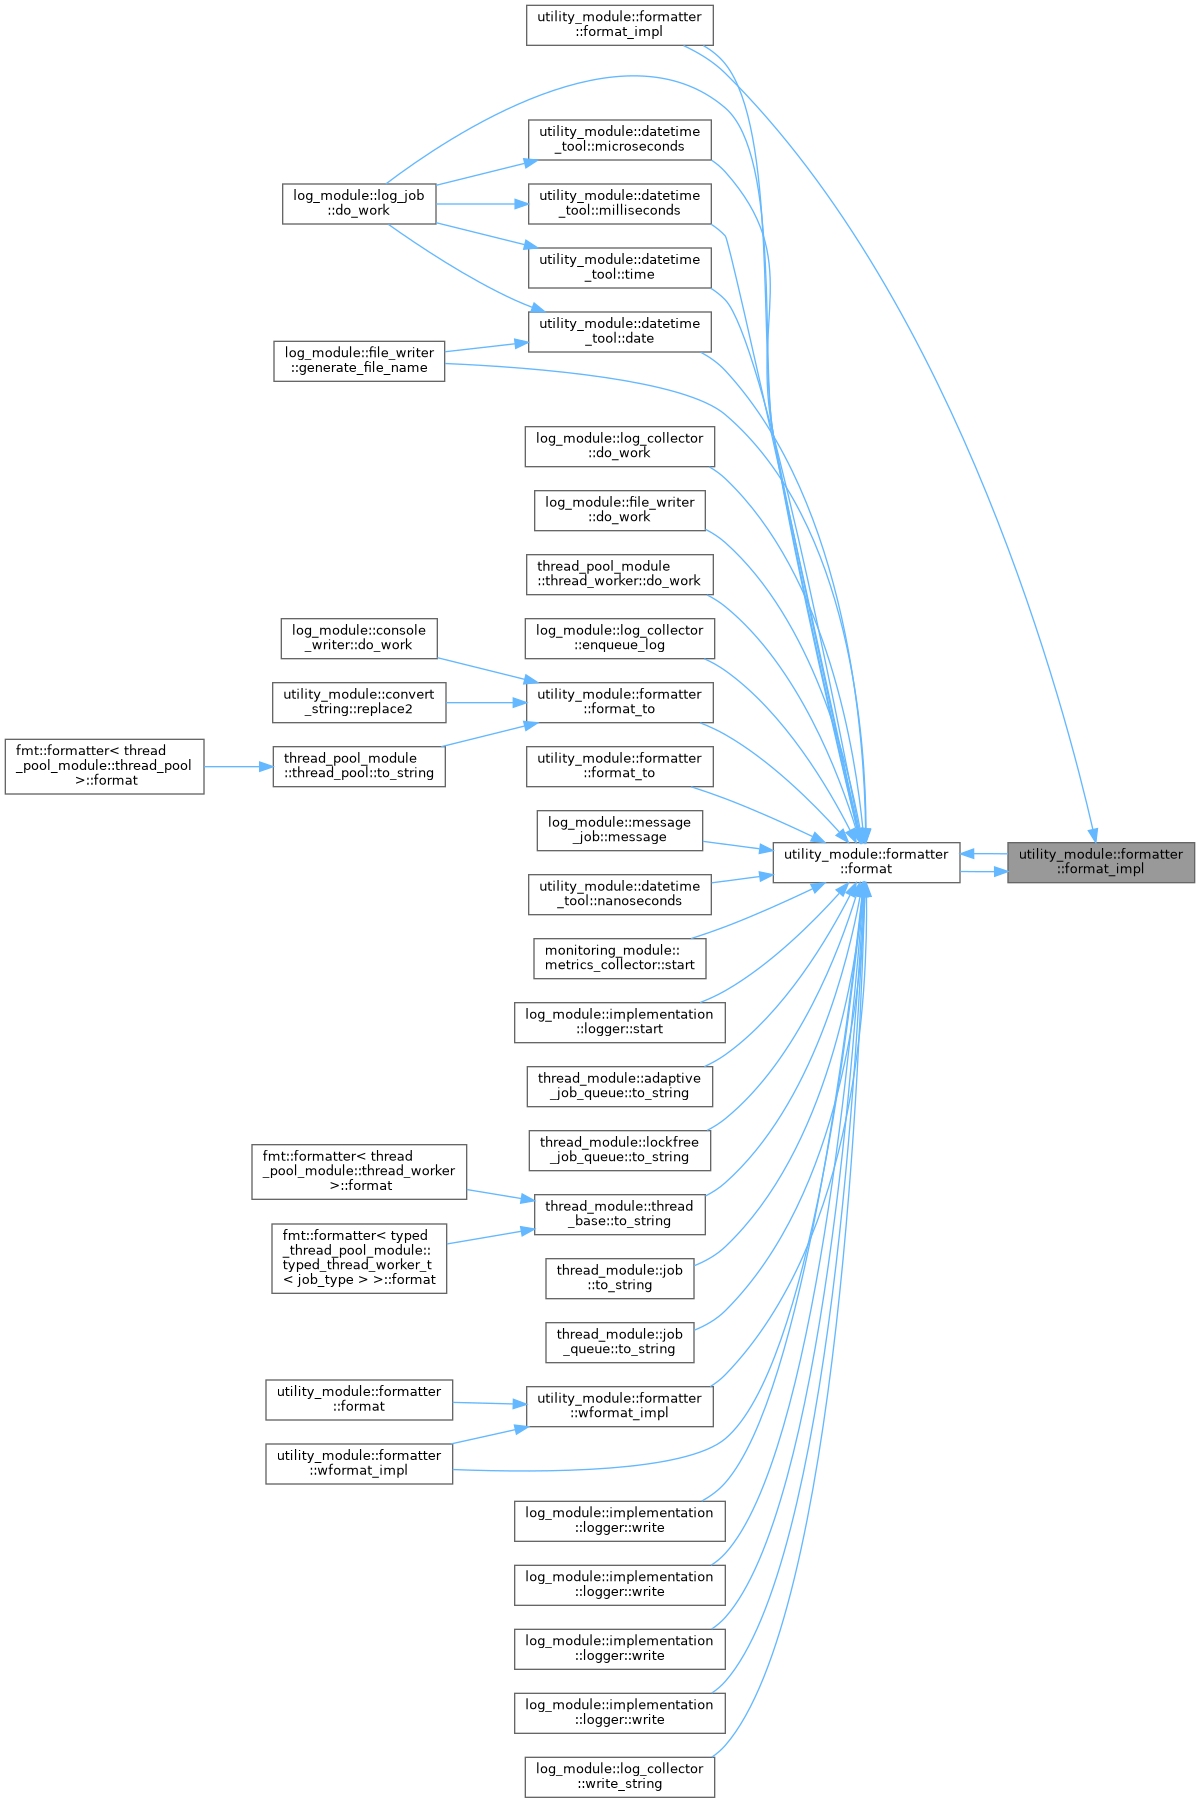 utility_module::formatter
::format_impl
utility_module::datetime
_tool::microseconds
log_module::log_job
::do_work
utility_module::datetime
_tool::milliseconds
utility_module::datetime
_tool::time
utility_module::datetime
_tool::date
log_module::file_writer
::generate_file_name
log_module::log_collector
::do_work
log_module::file_writer
::do_work
thread_pool_module
::thread_worker::do_work
log_module::console
_writer::do_work
log_module::log_collector
::enqueue_log
utility_module::convert
_string::replace2
utility_module::formatter
::format_to
fmt::formatter< thread
_pool_module::thread_pool
>::format
thread_pool_module
::thread_pool::to_string
utility_module::formatter
::format_to
log_module::message
_job::message
utility_module::formatter
::format
utility_module::formatter
::format_impl
utility_module::datetime
_tool::nanoseconds
monitoring_module::
metrics_collector::start
log_module::implementation
::logger::start
thread_module::adaptive
_job_queue::to_string
thread_module::lockfree
_job_queue::to_string
fmt::formatter< thread
_pool_module::thread_worker
>::format
thread_module::thread
_base::to_string
fmt::formatter< typed
_thread_pool_module::
typed_thread_worker_t
< job_type > >::format
thread_module::job
::to_string
thread_module::job
_queue::to_string
utility_module::formatter
::format
utility_module::formatter
::wformat_impl
utility_module::formatter
::wformat_impl
log_module::implementation
::logger::write
log_module::implementation
::logger::write
log_module::implementation
::logger::write
log_module::implementation
::logger::write
log_module::log_collector
::write_string